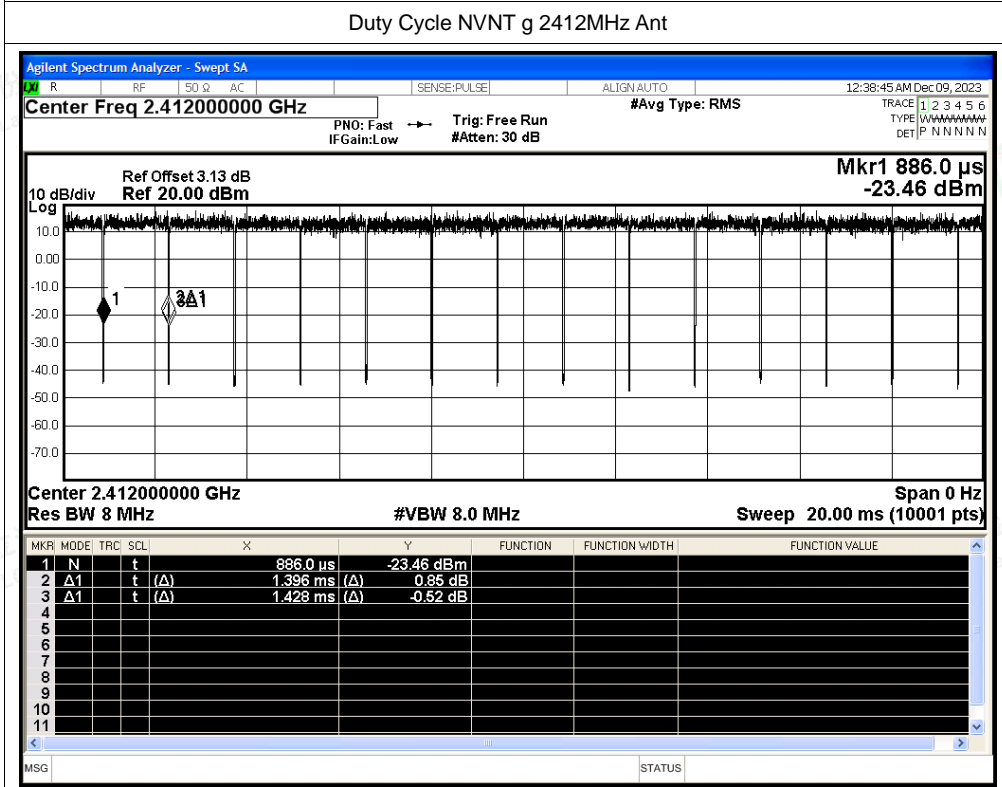 Duty Cycle NVNT g 2412MHz Ant
Agilent Spectrum Analyzer - Swept SA
LXI R RF 50 Ω AC SENSE:PULSE ALIGN AUTO 12:38:45 AM Dec 09, 2023
Center Freq 2.412000000 GHz #Avg Type: RMS TRACE 1 2 3 4 5 6
PNO: Fast Trig: Free Run TYPE
IFGain:Low #Atten: 30 dB DET P N N N N N
Mkr1 886.0 µs
Ref Offset 3.13 dB
10 dB/div Ref 20.00 dBm -23.46 dBm
Log
10.0
0.00
-10.0
1
-20.0
-30.0
-40.0
-50.0
-60.0
-70.0
Center 2.412000000 GHz Span 0 Hz
Res BW 8 MHz #VBW 8.0 MHz Sweep 20.00 ms (10001 pts)
MKR MODE TRC SCL X Y FUNCTION FUNCTION WIDTH FUNCTION VALUE
1 N t 886.0 µs -23.46 dBm
2 Δ1 t (Δ) 1.396 ms (Δ) 0.85 dB
3 Δ1 t (Δ) 1.428 ms (Δ) -0.52 dB
4
5
6
7
8
9
10
11
MSG STATUS